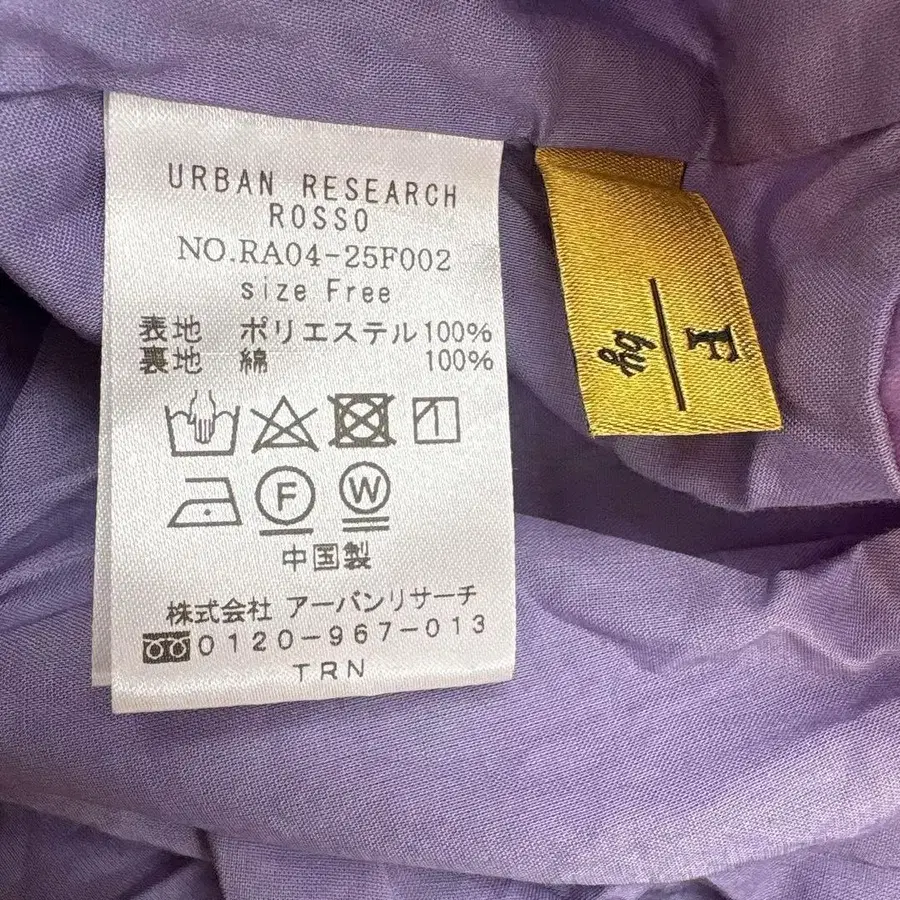 URBAN RESEARCH
ROSSO
NO.RA04-25F002
size Free
表地 ポリエステル100%
裏地 綿 100%
F W
中国製
株式会社 アーバンリサーチ
0120-967-013
TRN
F
by